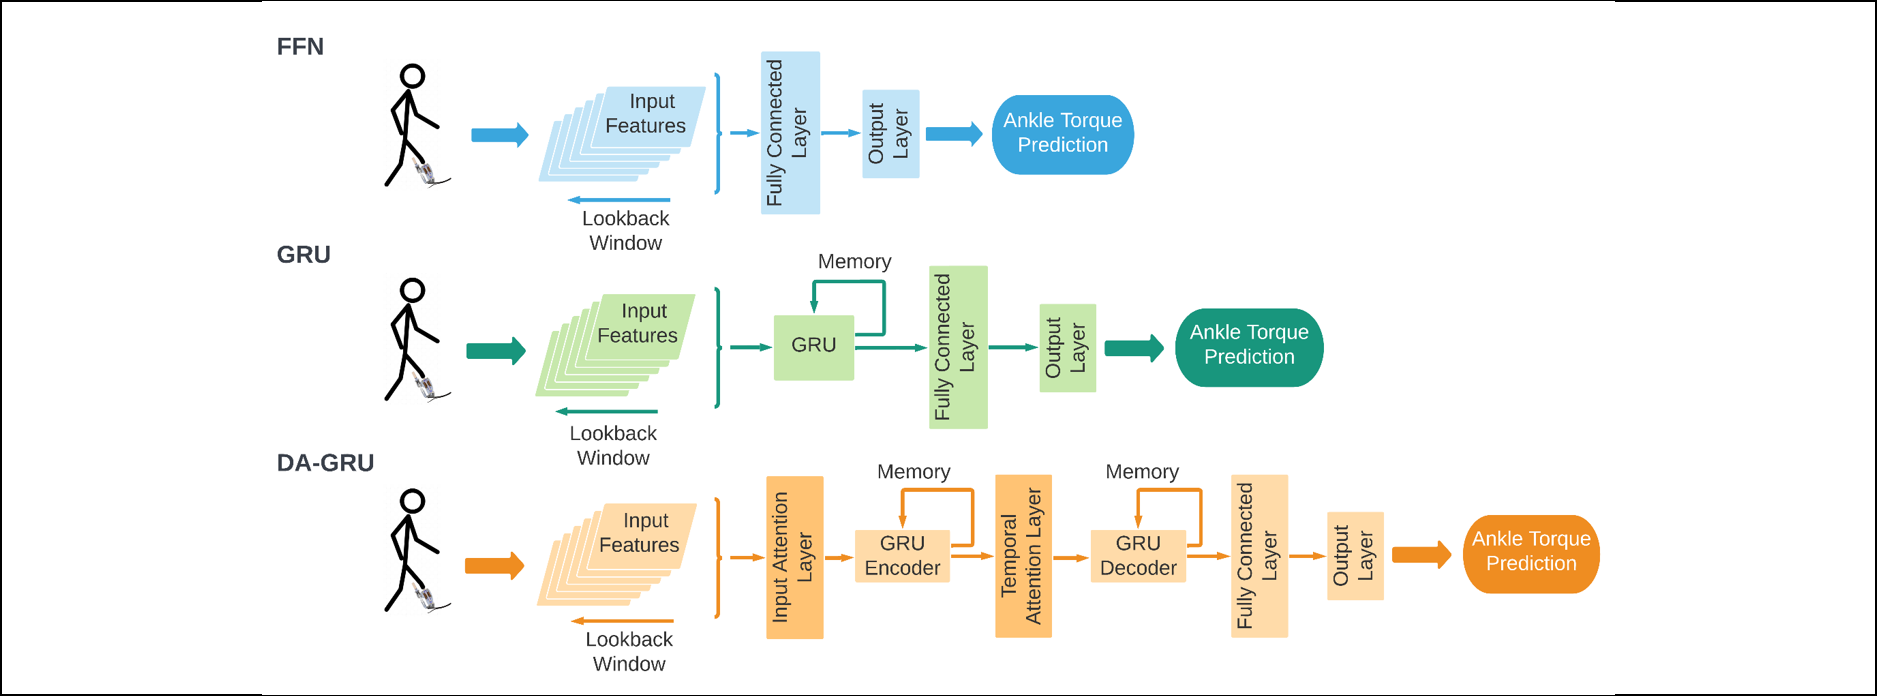 FFN
Input
Features
Lookback
Window
Fully Connected
Layer
Output
Layer
Ankle Torque
Prediction
GRU
Input
Features
Lookback
Window
Memory
GRU
Fully Connected
Layer
Output
Layer
Ankle Torque
Prediction
DA-GRU
Input
Features
Lookback
Window
Input Attention
Layer
Memory
GRU
Encoder
Temporal
Attention Layer
Memory
GRU
Decoder
Fully Connected
Layer
Output
Layer
Ankle Torque
Prediction